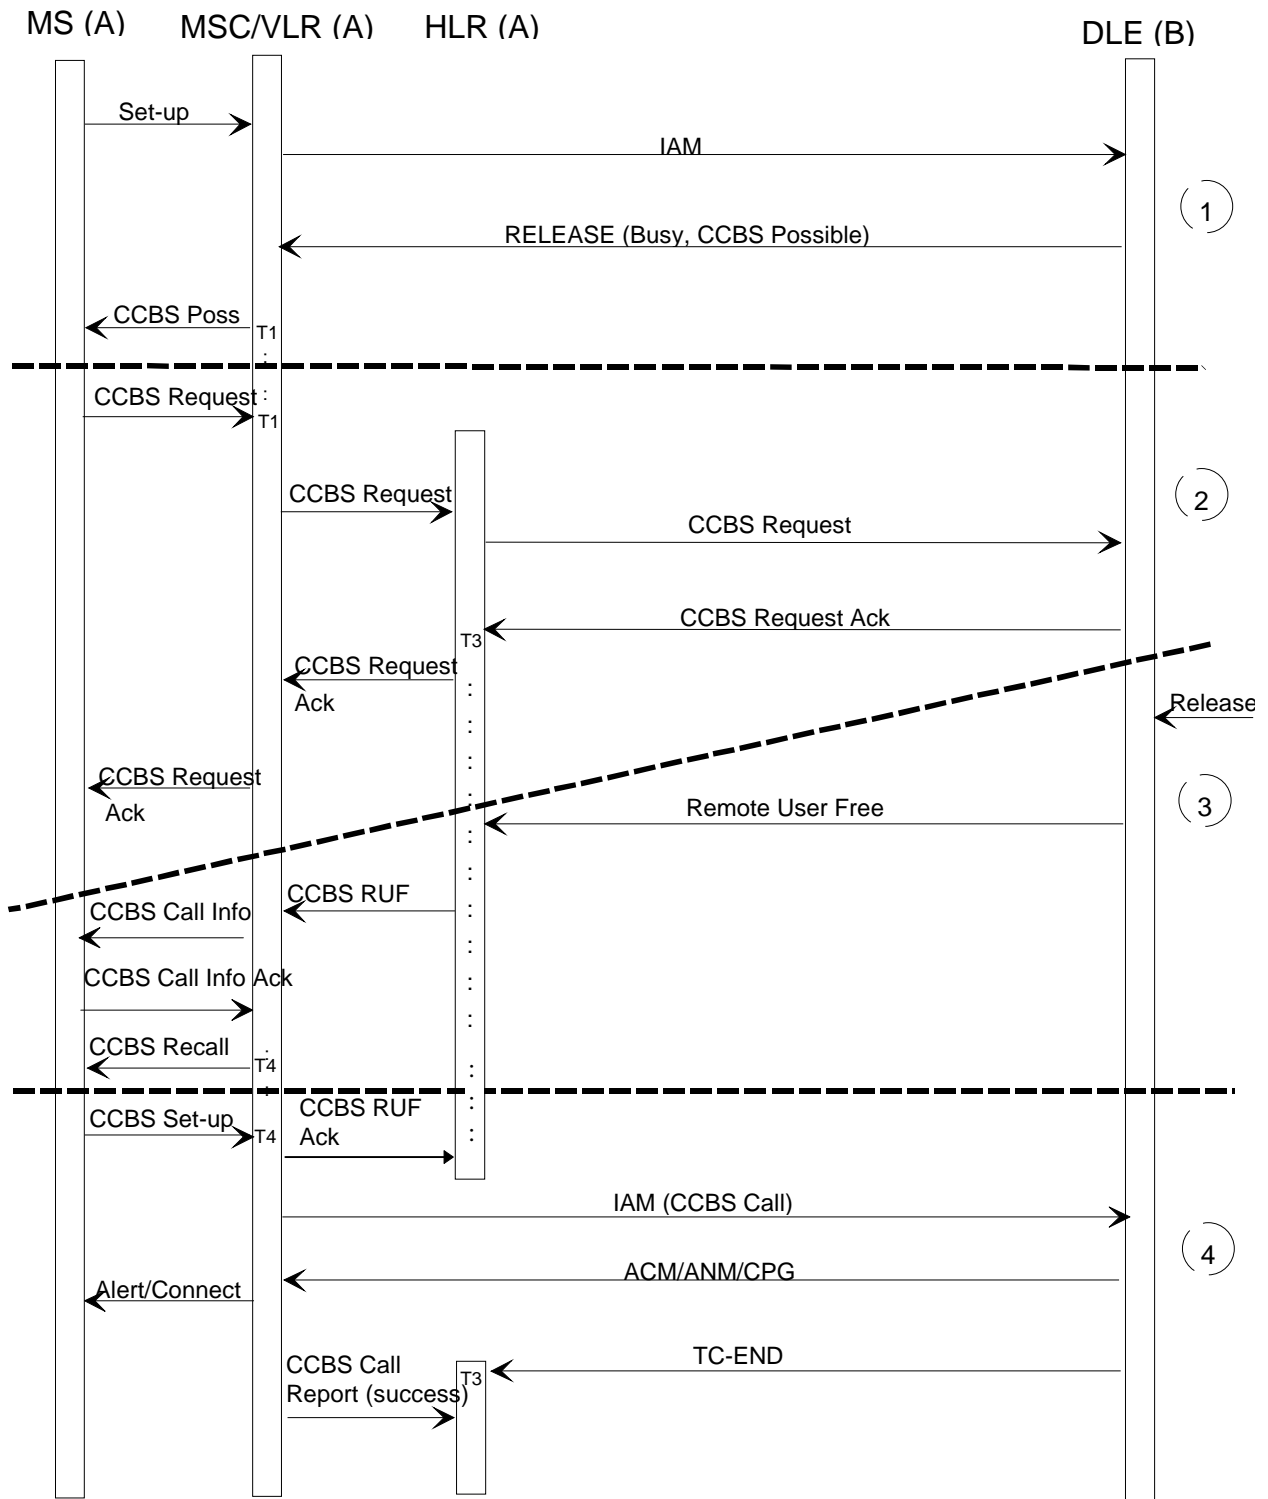 MS (A)
MSC/VLR (A)
HLR (A)
DLE (B)
Set-up
IAM
1
RELEASE (Busy, CCBS Possible)
CCBS Poss
T1
CCBS Request
T1
CCBS Request
2
CCBS Request
CCBS Request Ack
T3
CCBS Request
Ack
Release
CCBS Request
Ack
3
Remote User Free
CCBS RUF
CCBS Call Info
CCBS Call Info Ack
CCBS Recall
T4
CCBS Set-up
T4
CCBS RUF
Ack
IAM (CCBS Call)
4
ACM/ANM/CPG
Alert/Connect
TC-END
CCBS Call
Report (success)
T3